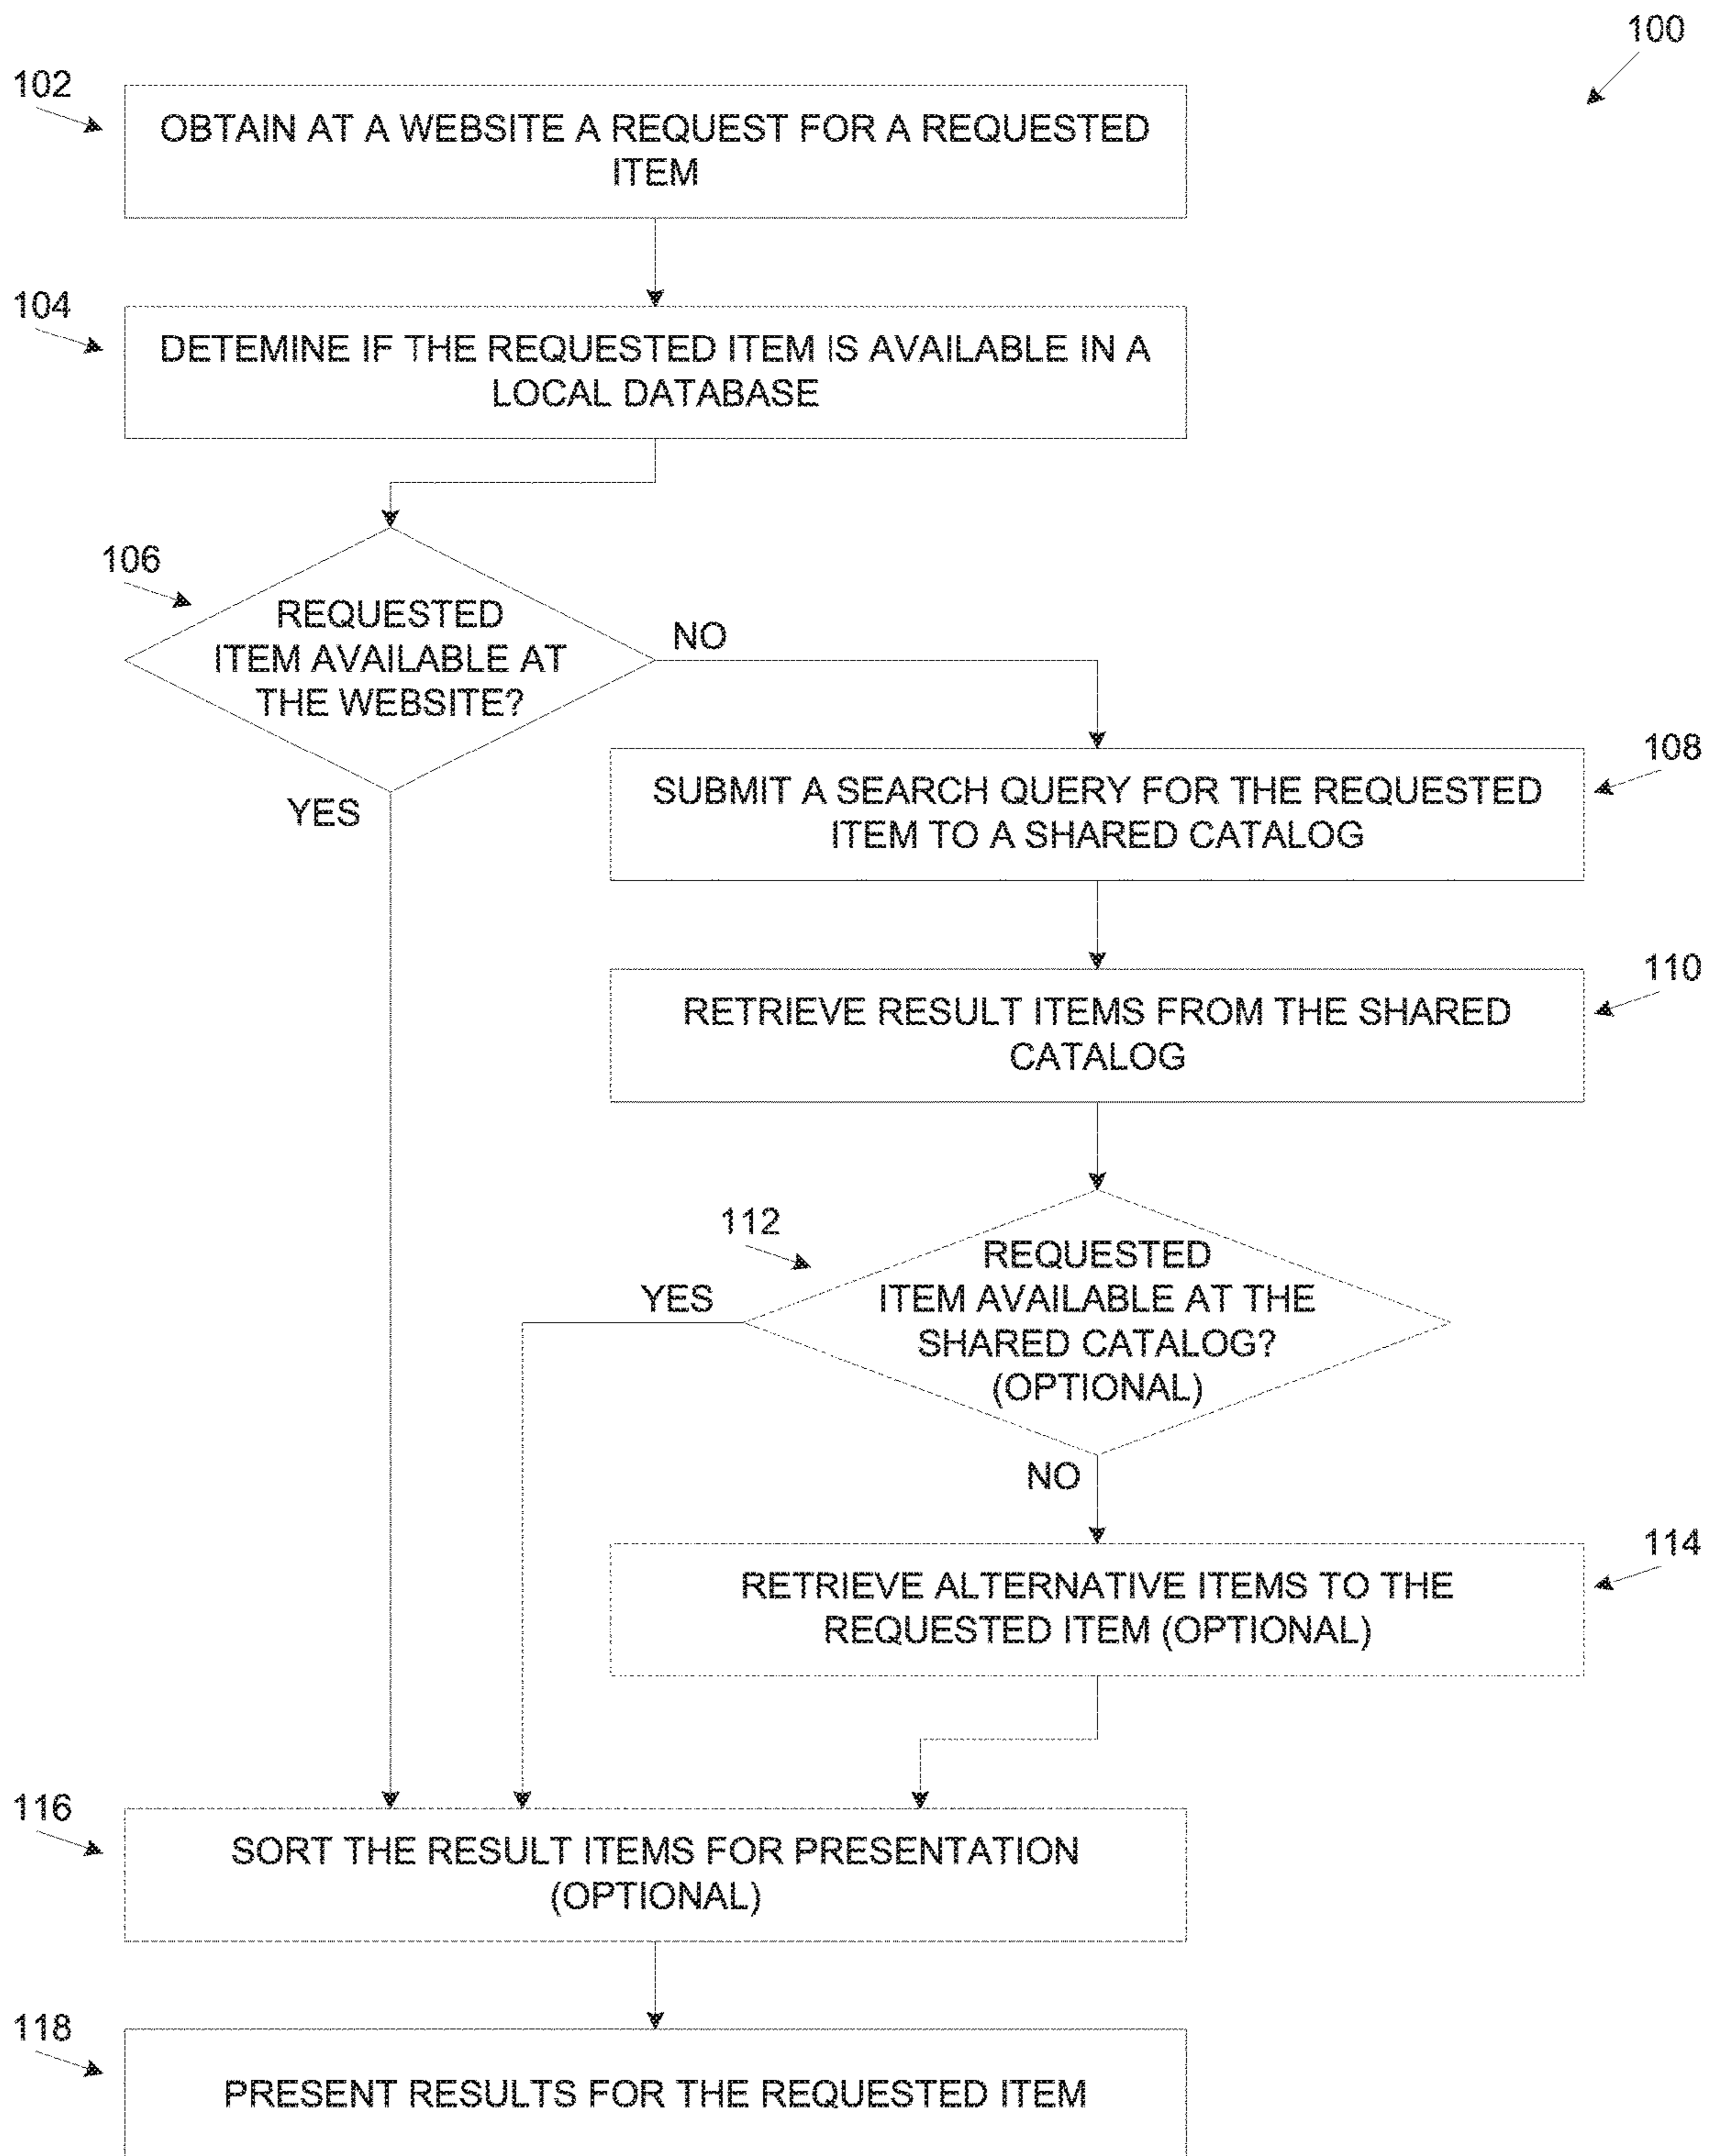 100
102
OBTAIN AT A WEBSITE A REQUEST FOR A REQUESTED
ITEM
104
DETEMINE IF THE REQUESTED ITEM IS AVAILABLE IN A
LOCAL DATABASE
106
REQUESTED
ITEM AVAILABLE AT
THE WEBSITE?
NO
YES
108
SUBMIT A SEARCH QUERY FOR THE REQUESTED
ITEM TO A SHARED CATALOG
110
RETRIEVE RESULT ITEMS FROM THE SHARED
CATALOG
112
REQUESTED
ITEM AVAILABLE AT THE
SHARED CATALOG?
(OPTIONAL)
YES
NO
114
RETRIEVE ALTERNATIVE ITEMS TO THE
REQUESTED ITEM (OPTIONAL)
116
SORT THE RESULT ITEMS FOR PRESENTATION
(OPTIONAL)
118
PRESENT RESULTS FOR THE REQUESTED ITEM